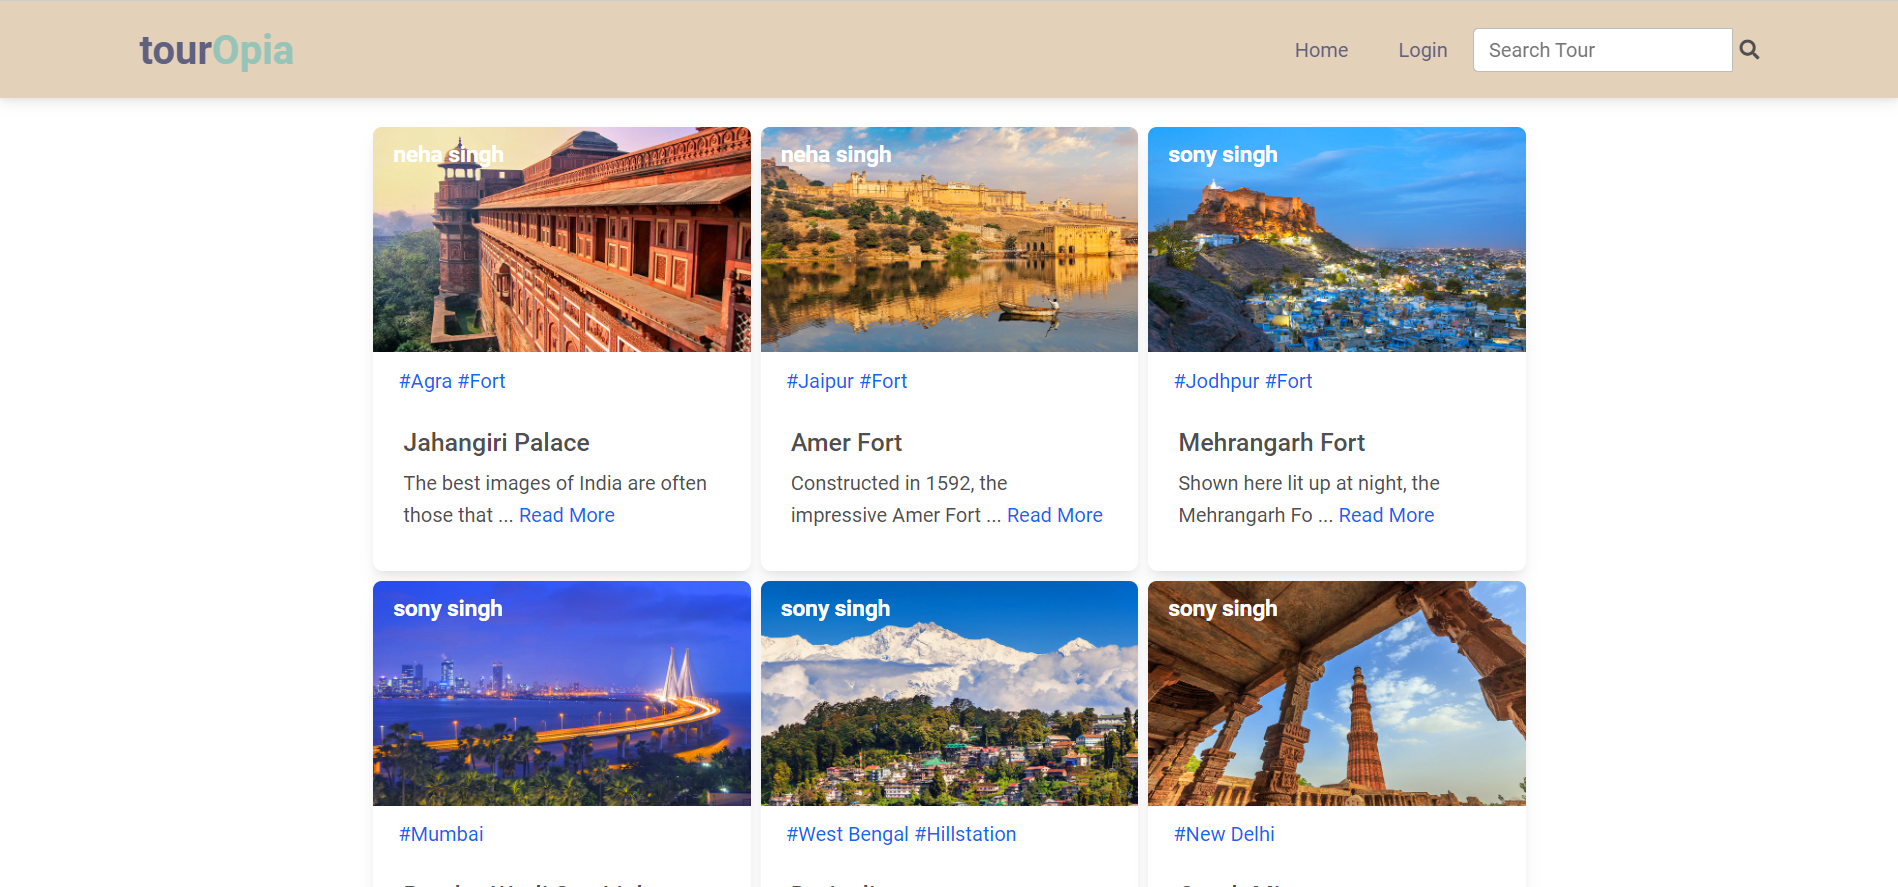 tourOpia
Home Login Search Tour
neha singh
#Agra #Fort
Jahangiri Palace
The best images of India are often
those that ... Read More
neha singh
#Jaipur #Fort
Amer Fort
Constructed in 1592, the
impressive Amer Fort ... Read More
sony singh
#Jodhpur #Fort
Mehrangarh Fort
Shown here lit up at night, the
Mehrangarh Fo ... Read More
sony singh
#Mumbai
sony singh
#West Bengal #Hillstation
sony singh
#New Delhi